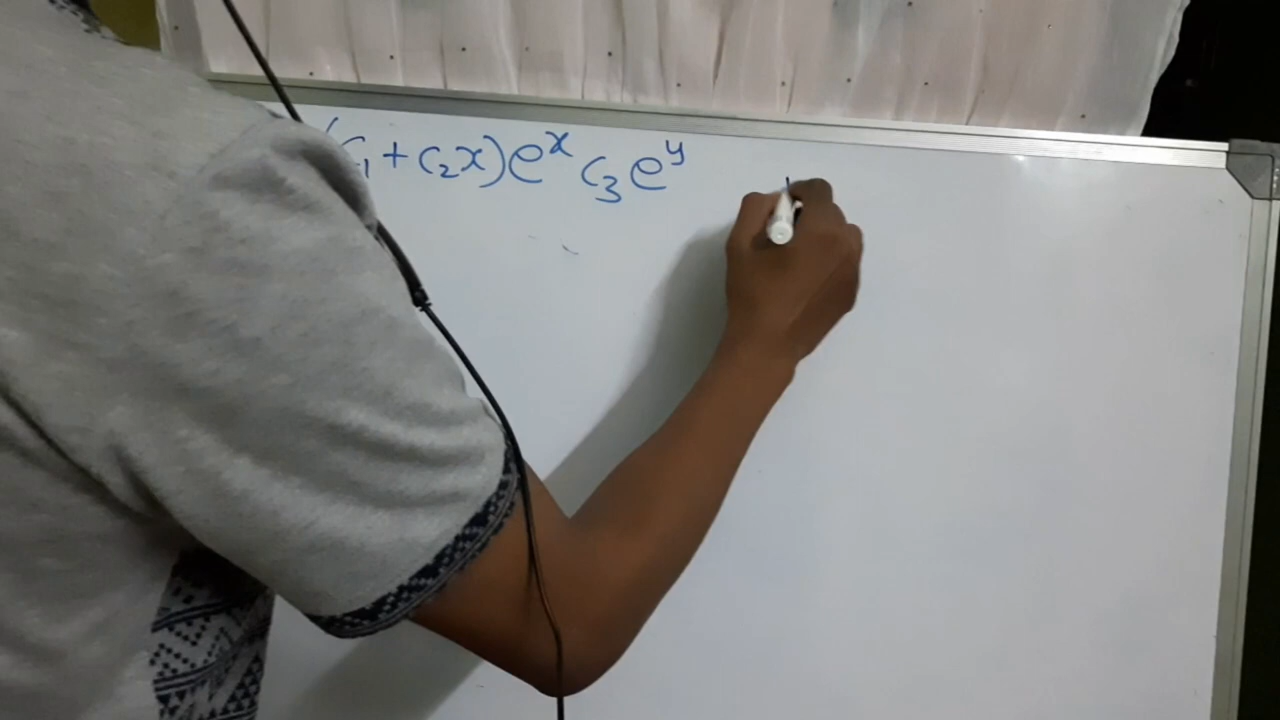 (c₁ + c₂x)eˣ c₃eʸ